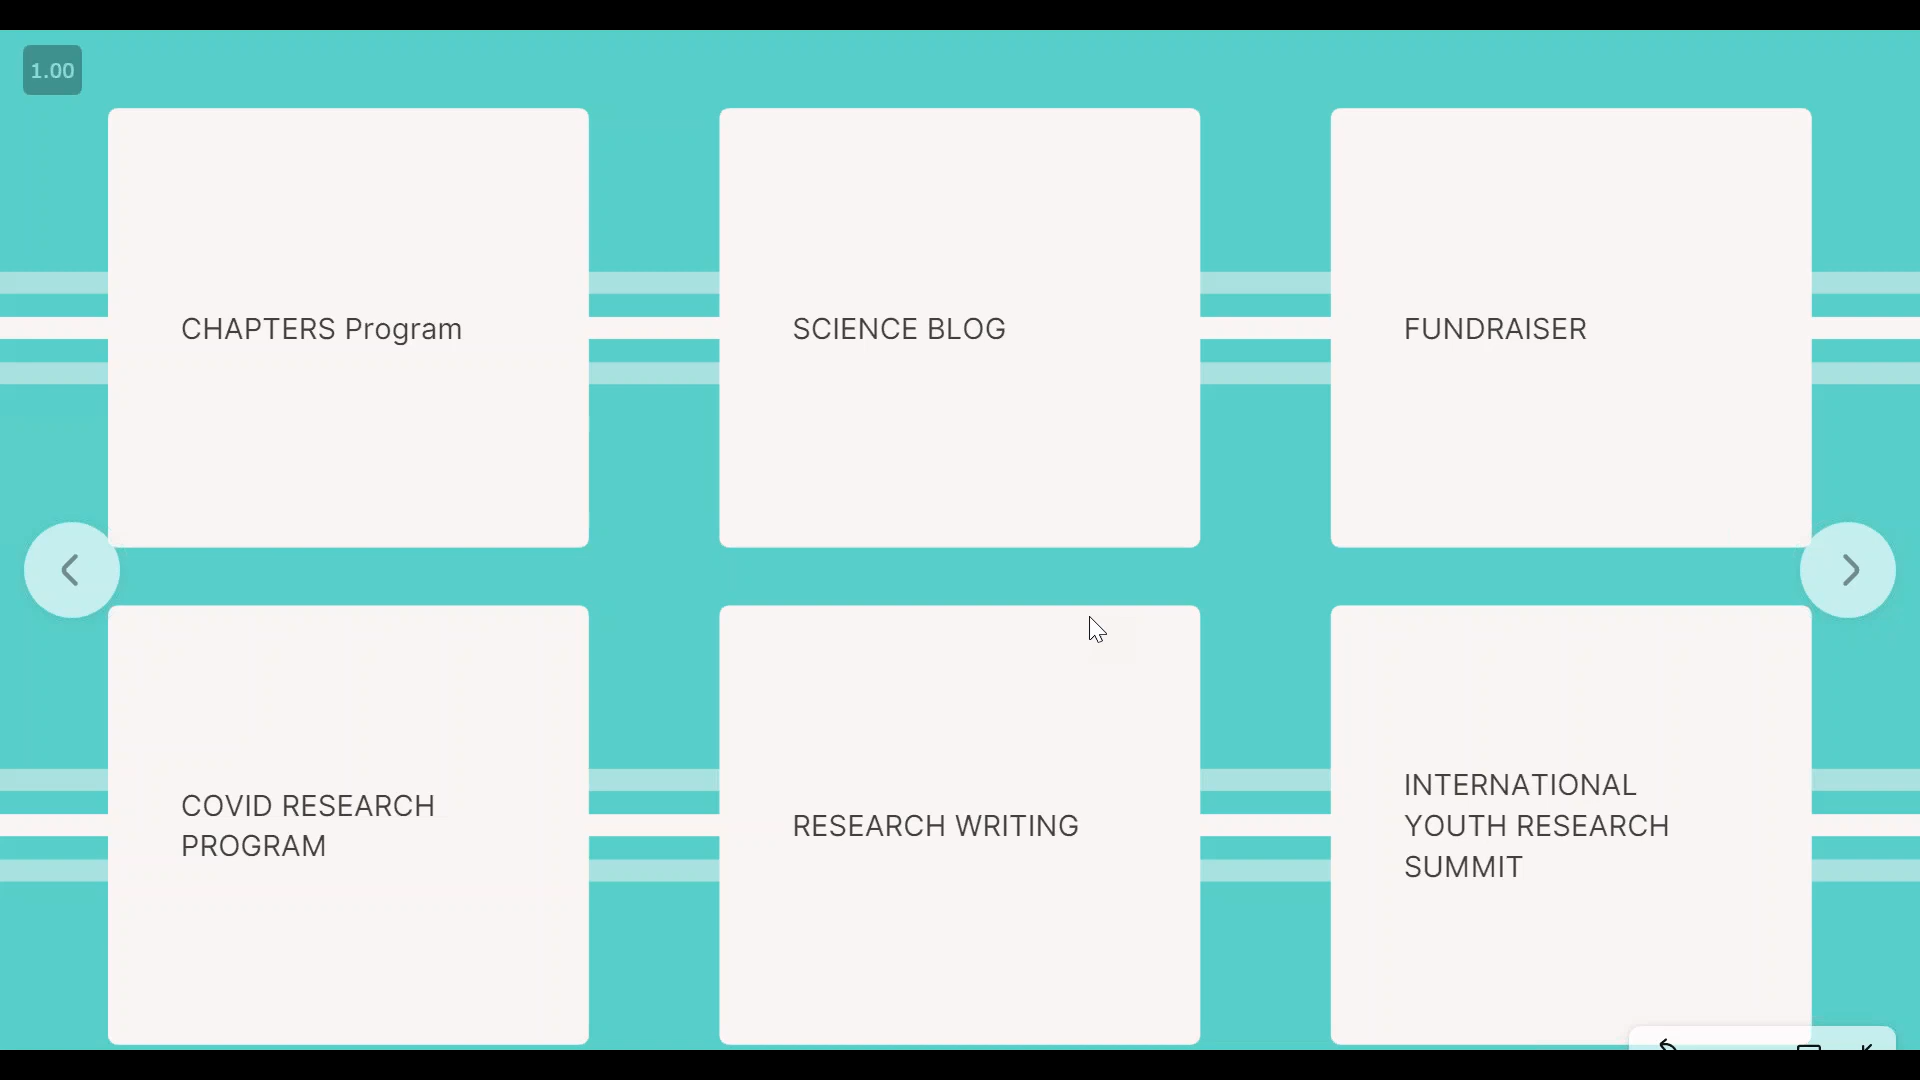 1.00
CHAPTERS Program
SCIENCE BLOG
FUNDRAISER
COVID RESEARCH
PROGRAM
RESEARCH WRITING
INTERNATIONAL
YOUTH RESEARCH
SUMMIT